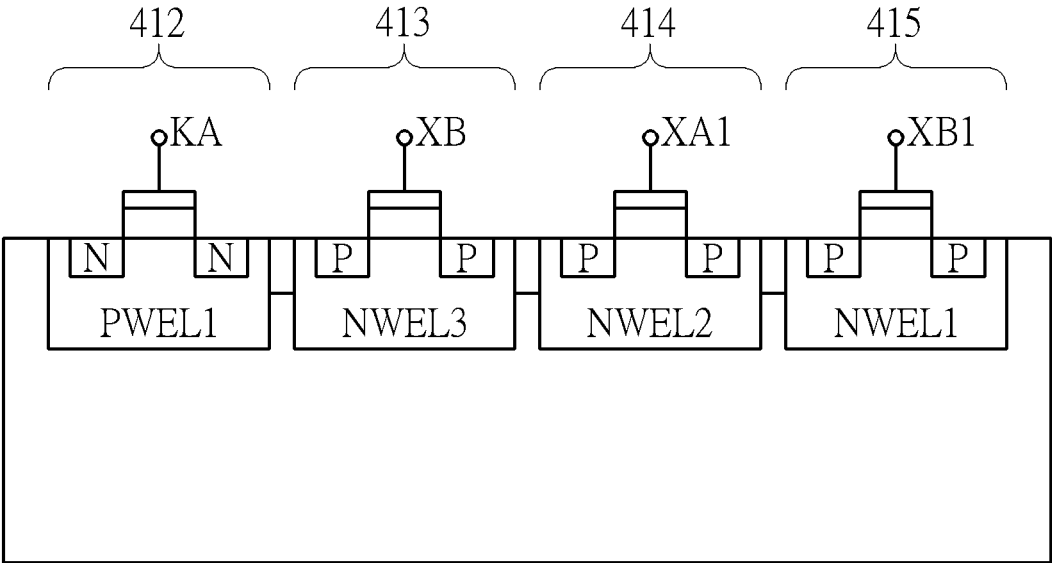 412 413 414 415
KA XB XA1 XB1
N N P P P P P P
PWEL1 NWEL3 NWEL2 NWEL1